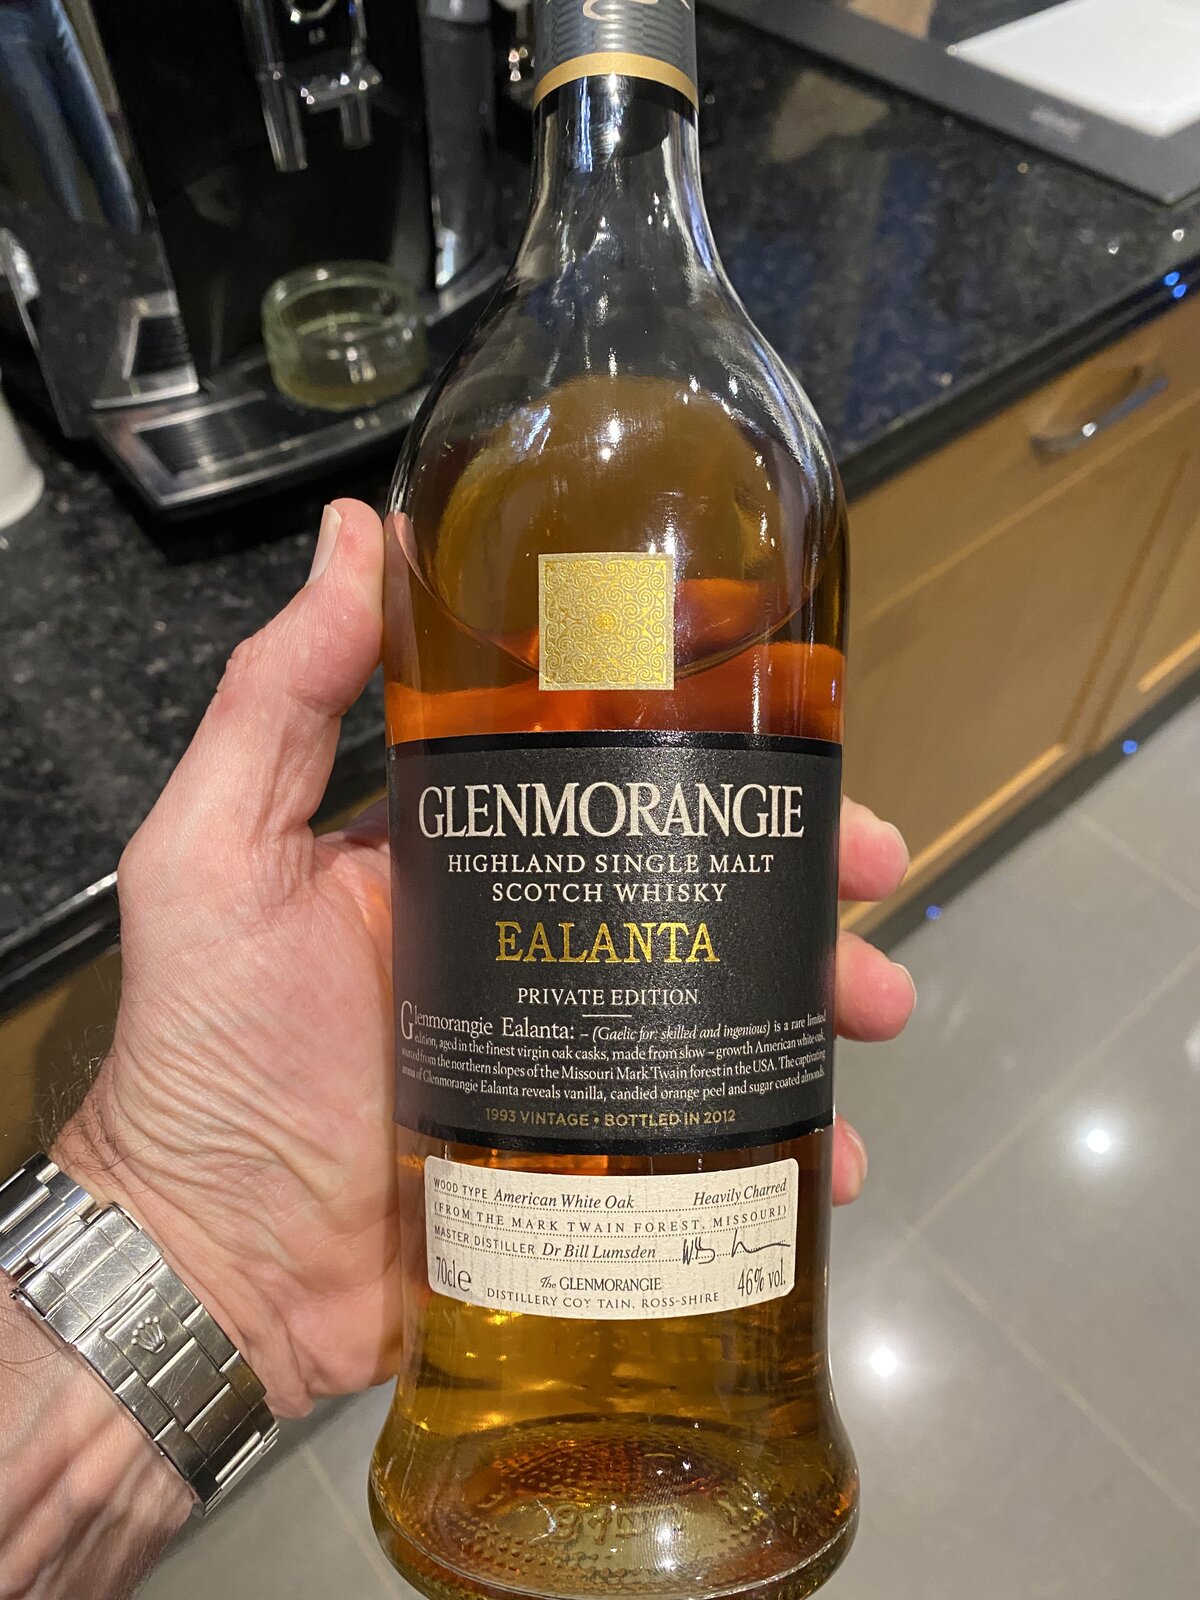 GLENMORANGIE
HIGHLAND SINGLE MALT
SCOTCH WHISKY
EALANTA
PRIVATE EDITION
Glenmorangie Ealanta: – (Gaelic for: skilled and ingenious) is a rare limited
edition, aged in the finest virgin oak casks, made from slow – growth American white oak,
sourced from the northern slopes of the Missouri Mark Twain forest in the USA. The captivating
aroma of Glenmorangie Ealanta reveals vanilla, candied orange peel and sugar coated almonds.
1993 VINTAGE • BOTTLED IN 2012
WOOD TYPE American White Oak Heavily Charred
(FROM THE MARK TWAIN FOREST, MISSOURI)
MASTER DISTILLER Dr Bill Lumsden
70cl e The GLENMORANGIE 46% vol.
DISTILLERY COY TAIN, ROSS-SHIRE